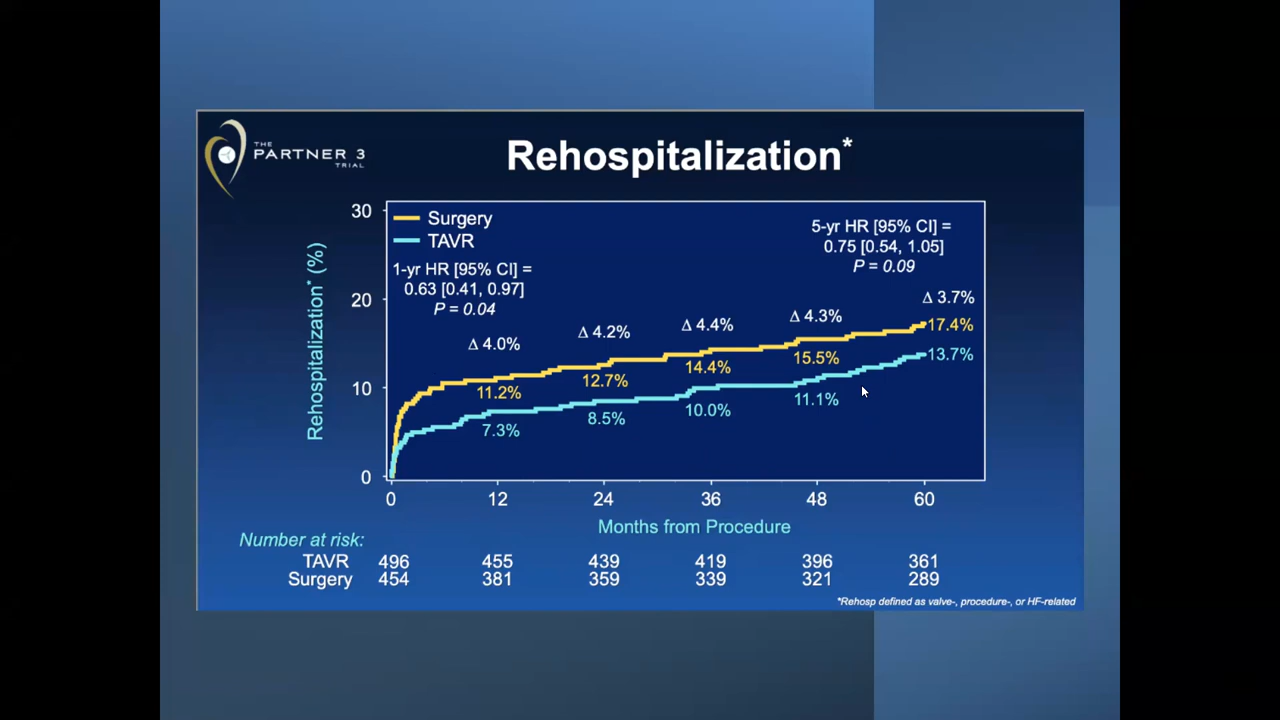 THE
PARTNER 3
TRIAL
Rehospitalization*
Rehospitalization* (%)
30
20
10
0
Surgery
TAVR
1-yr HR [95% CI] =
0.63 [0.41, 0.97]
P = 0.04
5-yr HR [95% CI] =
0.75 [0.54, 1.05]
P = 0.09
Δ 4.0%
Δ 4.2%
Δ 4.4%
Δ 4.3%
Δ 3.7%
11.2%
12.7%
14.4%
15.5%
17.4%
7.3%
8.5%
10.0%
11.1%
13.7%
0 12 24 36 48 60
Months from Procedure
Number at risk:
TAVR 496 455 439 419 396 361
Surgery 454 381 359 339 321 289
*Rehosp defined as valve-, procedure-, or HF-related